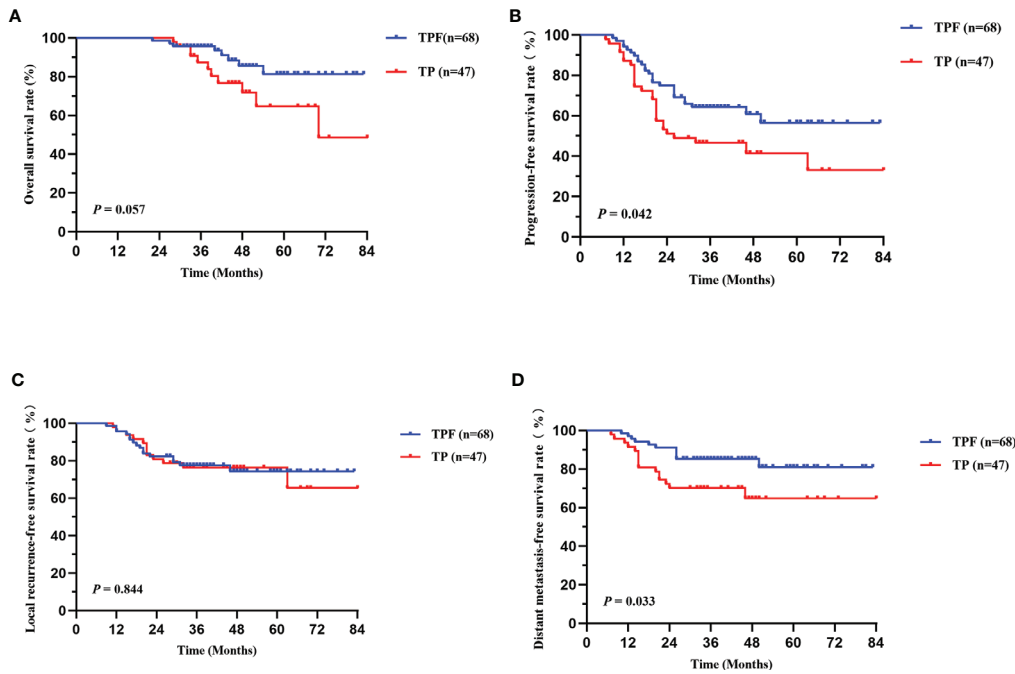 A
Overall survival rate (%)
100
80
60
40
20
0
P = 0.057
0 12 24 36 48 60 72 84
Time (Months)
TPF(n=68)
TP (n=47)
B
Progression-free survival rate ( %)
100
80
60
40
20
0
P = 0.042
0 12 24 36 48 60 72 84
Time (Months)
TPF (n=68)
TP (n=47)
C
Local recurrence-free survival rate ( %)
100
80
60
40
20
0
P = 0.844
0 12 24 36 48 60 72 84
Time (Months)
TPF (n=68)
TP (n=47)
D
Distant metastasis-free survival rate ( %)
100
80
60
40
20
0
P = 0.033
0 12 24 36 48 60 72 84
Time (Months)
TPF (n=68)
TP (n=47)